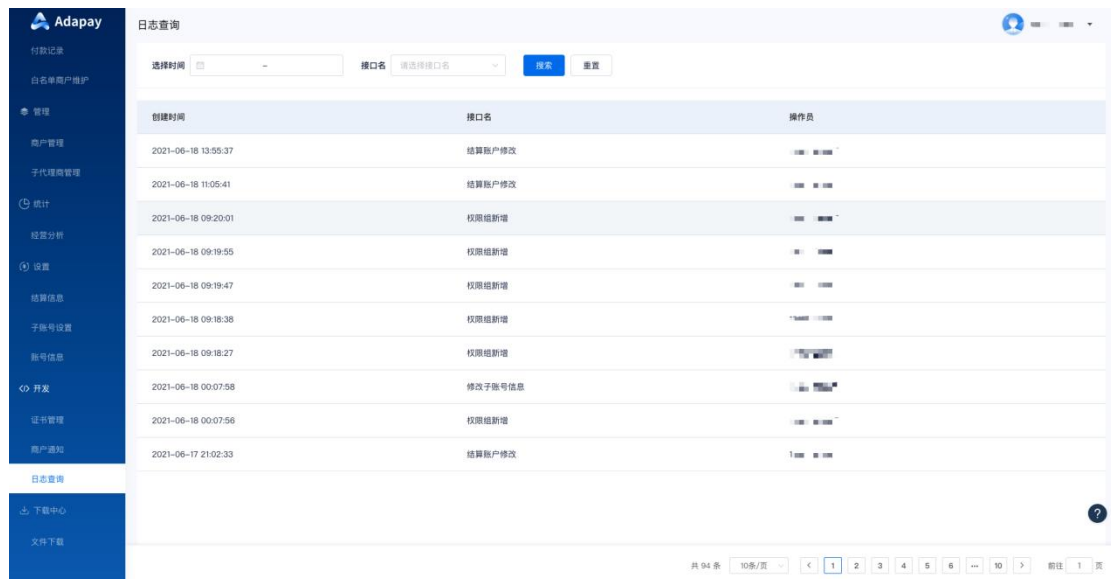 Adapay
日志查询
付款记录
白名单商户维护
管理
商户管理
子代理商管理
统计
经营分析
设置
结算信息
子账号设置
账号信息
开发
证书管理
商户通知
日志查询
下载中心
文件下载
选择时间 – 接口名 请选择接口名 搜索 重置
创建时间 接口名 操作员
2021-06-18 13:55:37 结算账户修改
2021-06-18 11:05:41 结算账户修改
2021-06-18 09:20:01 权限组新增
2021-06-18 09:19:55 权限组新增
2021-06-18 09:19:47 权限组新增
2021-06-18 09:18:38 权限组新增
2021-06-18 09:18:27 权限组新增
2021-06-18 00:07:58 修改子账号信息
2021-06-18 00:07:56 权限组新增
2021-06-17 21:02:33 结算账户修改
?
共 94 条 10条/页 < 1 2 3 4 5 6 ... 10 > 前往 1 页